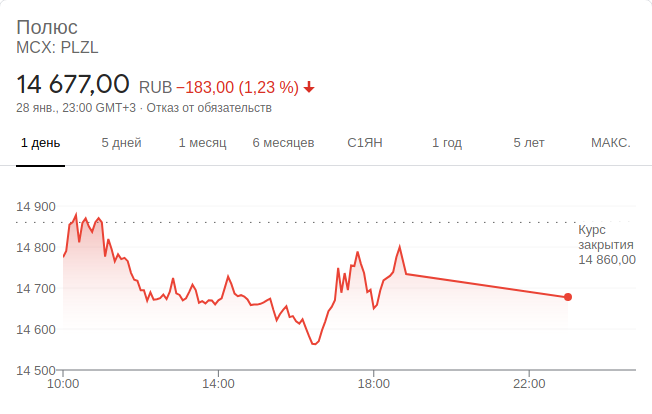 Полюс
MCX: PLZL
14 677,00 RUB −183,00 (1,23 %)
28 янв., 23:00 GMT+3 · Отказ от обязательств
1 день 5 дней 1 месяц 6 месяцев С1ЯН 1 год 5 лет МАКС.
14 900
Курс
закрытия
14 860,00
14 800
14 700
14 600
14 500
10:00 14:00 18:00 22:00